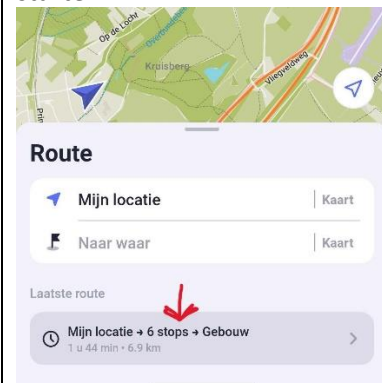 Op de Locht
Kruisberg
Vliegveldweg
Route
Mijn locatie
Kaart
Naar waar
Kaart
Laatste route
Mijn locatie → 6 stops → Gebouw
1 u 44 min • 6.9 km